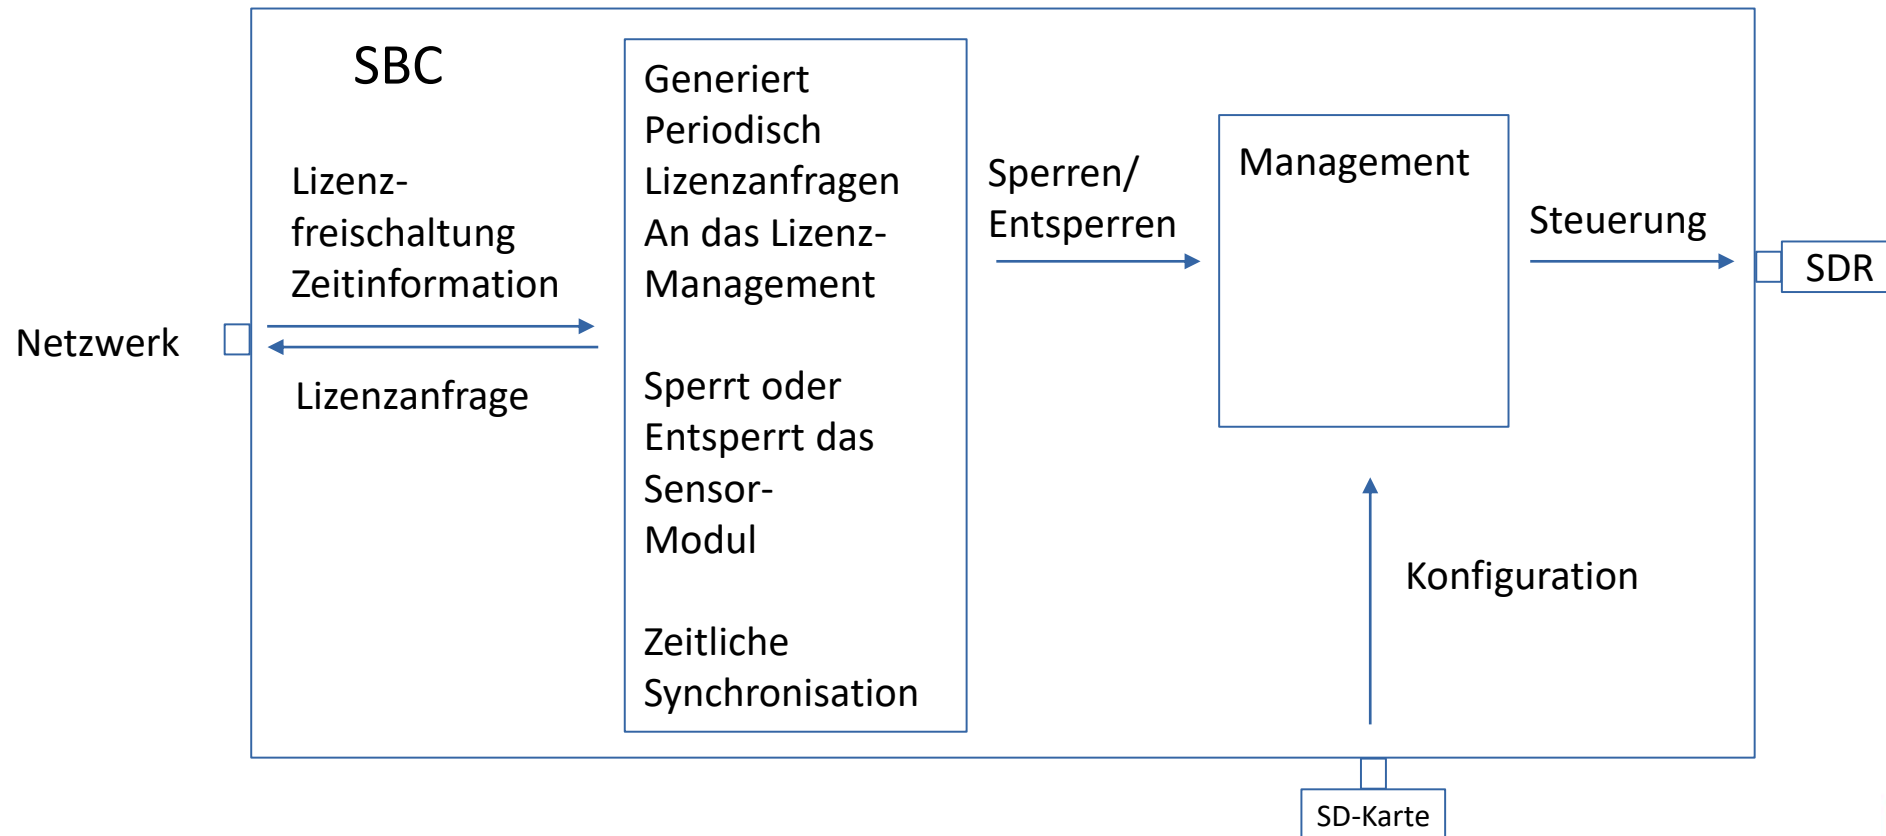 SBC
Netzwerk
Lizenz-
freischaltung
Zeitinformation
Lizenzanfrage
Generiert
Periodisch
Lizenzanfragen
An das Lizenz-
Management
Sperrt oder
Entsperrt das
Sensor-
Modul
Zeitliche
Synchronisation
Sperren/
Entsperren
Management
Steuerung
SDR
Konfiguration
SD-Karte